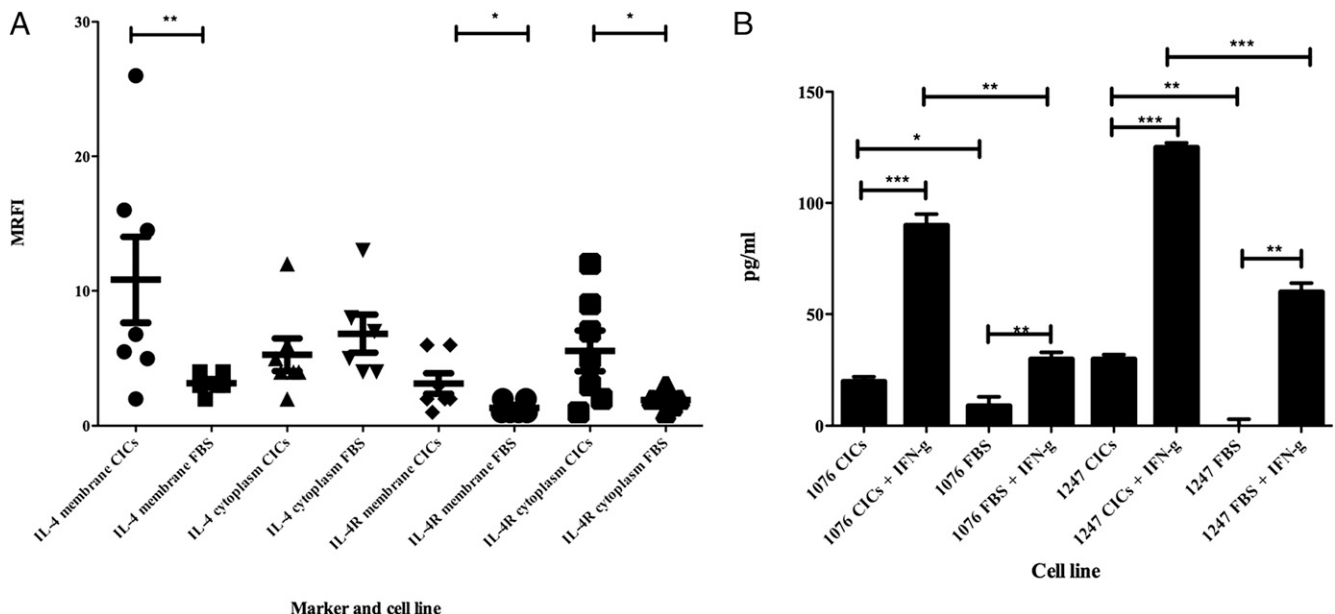 A
30
20
10
0
MRFI
**
*
*
IL-4 membrane CICs
IL-4 membrane FBS
IL-4 cytoplasm CICs
IL-4 cytoplasm FBS
IL-4R membrane CICs
IL-4R membrane FBS
IL-4R cytoplasm CICs
IL-4R cytoplasm FBS
Marker and cell line
B
150
100
50
0
pg/ml
***
**
**
***
*
***
**
**
1076 CICs
1076 CICs + IFN-g
1076 FBS
1076 FBS + IFN-g
1247 CICs
1247 CICs + IFN-g
1247 FBS
1247 FBS + IFN-g
Cell line